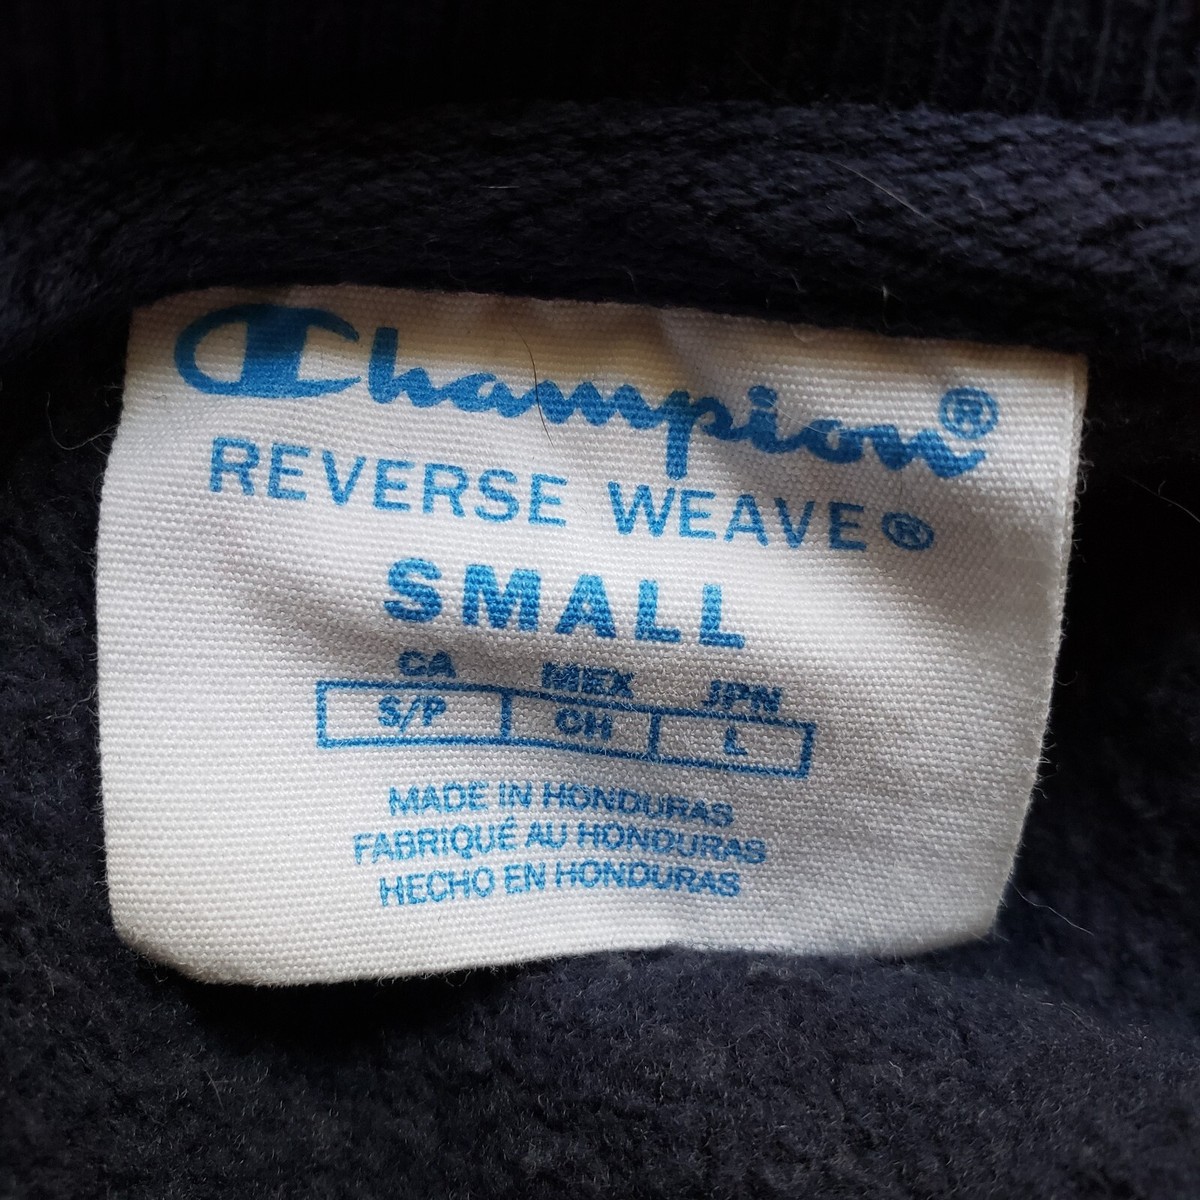 Champion®
REVERSE WEAVE®
SMALL
CA MEX JPN
S/P CH L
MADE IN HONDURAS
FABRIQUÉ AU HONDURAS
HECHO EN HONDURAS